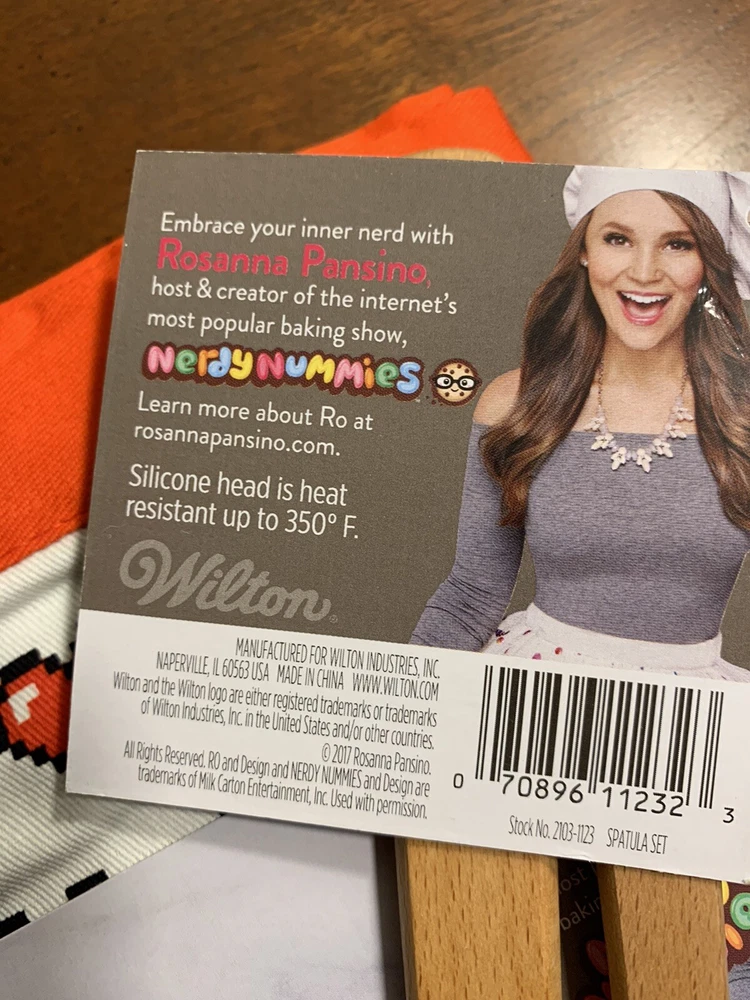 Embrace your inner nerd with
Rosanna Pansino,
host & creator of the internet's
most popular baking show,
Nerdy Nummies
Learn more about Ro at
rosannapansino.com.
Silicone head is heat
resistant up to 350° F.
Wilton®
MANUFACTURED FOR WILTON INDUSTRIES, INC.
NAPERVILLE, IL 60563 USA MADE IN CHINA WWW.WILTON.COM
Wilton and the Wilton logo are either registered trademarks or trademarks
of Wilton Industries, Inc. in the United States and/or other countries.
© 2017 Rosanna Pansino.
All Rights Reserved. RO and Design and NERDY NUMMIES and Design are
trademarks of Milk Carton Entertainment, Inc. Used with permission.
0 70896 11232 3
Stock No. 2103-1123 SPATULA SET